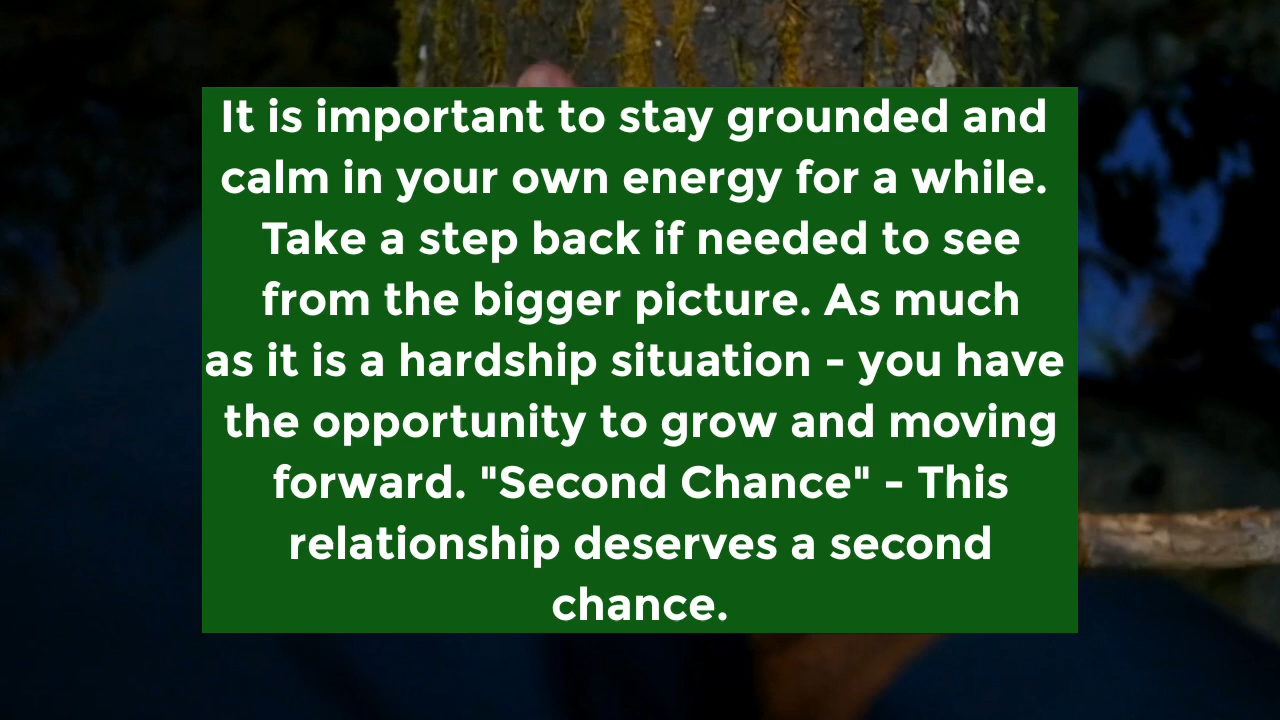 It is important to stay grounded and
calm in your own energy for a while.
Take a step back if needed to see
from the bigger picture. As much
as it is a hardship situation - you have
the opportunity to grow and moving
forward. "Second Chance" - This
relationship deserves a second
chance.